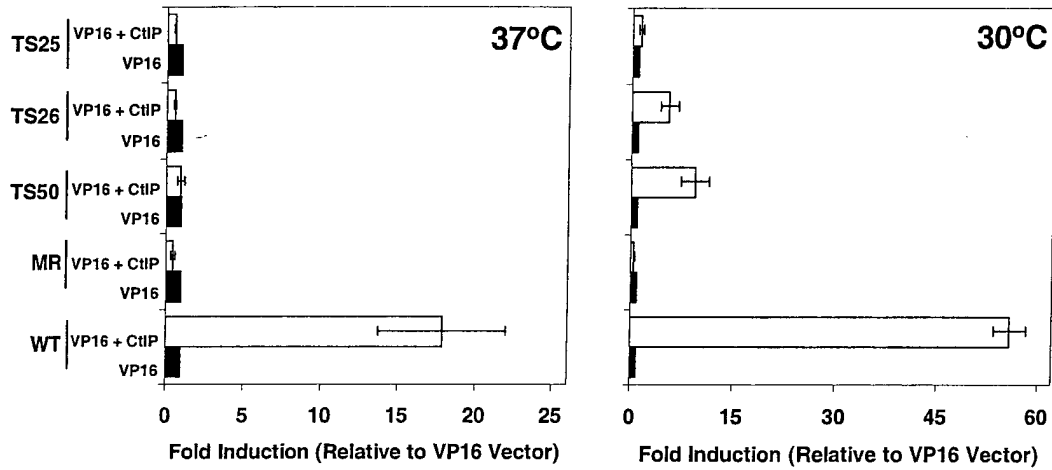 37°C
30°C
TS25
VP16 + CtIP
VP16
TS26
VP16 + CtIP
VP16
TS50
VP16 + CtIP
VP16
MR
VP16 + CtIP
VP16
WT
VP16 + CtIP
VP16
0 5 10 15 20 25
0 15 30 45 60
Fold Induction (Relative to VP16 Vector)
Fold Induction (Relative to VP16 Vector)